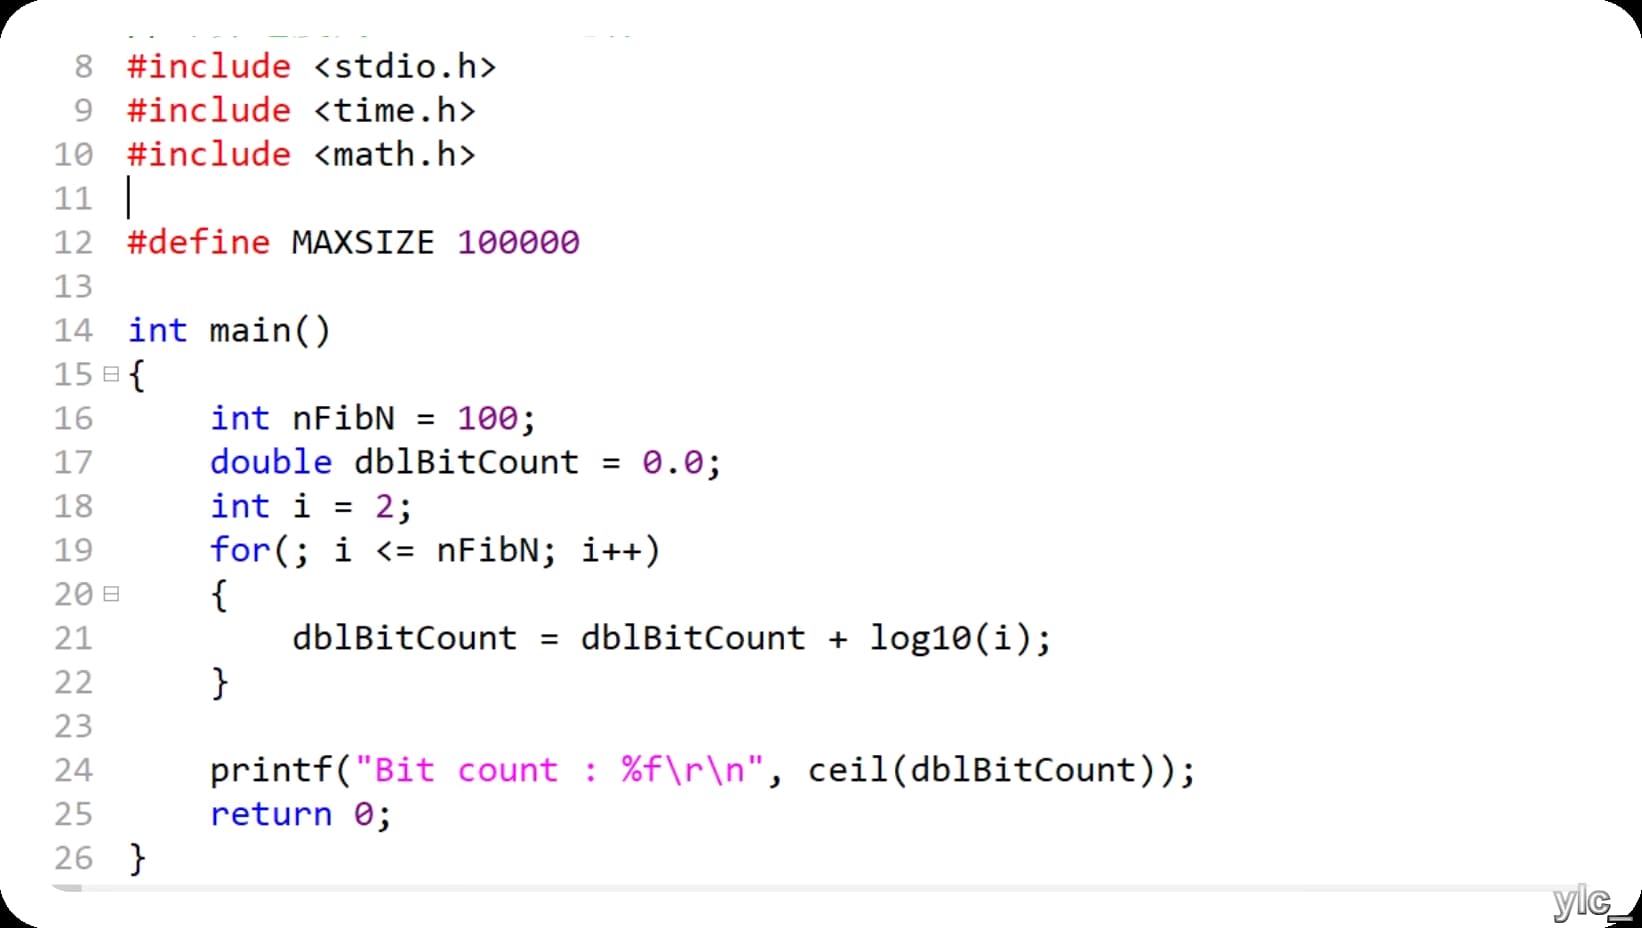 8 #include <stdio.h>
9 #include <time.h>
10 #include <math.h>
11
12 #define MAXSIZE 100000
13
14 int main()
15 {
16     int nFibN = 100;
17     double dblBitCount = 0.0;
18     int i = 2;
19     for(; i <= nFibN; i++)
20     {
21         dblBitCount = dblBitCount + log10(i);
22     }
23
24     printf("Bit count : %f\r\n", ceil(dblBitCount));
25     return 0;
26 }
ylc_